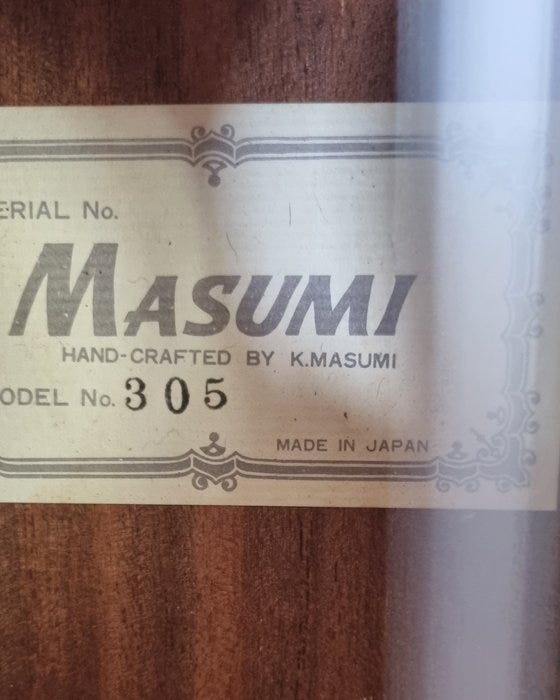 ERIAL No.
MASUMI
HAND-CRAFTED BY K.MASUMI
ODEL No. 305
MADE IN JAPAN